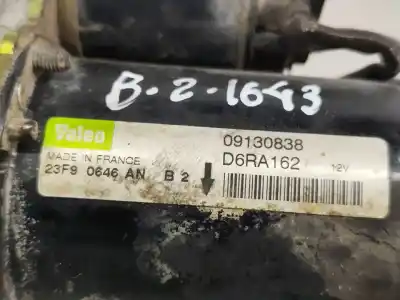 B-2-1643
Valeo
09130838
MADE IN FRANCE
D6RA162
12V
23F9 0646 AN B 2